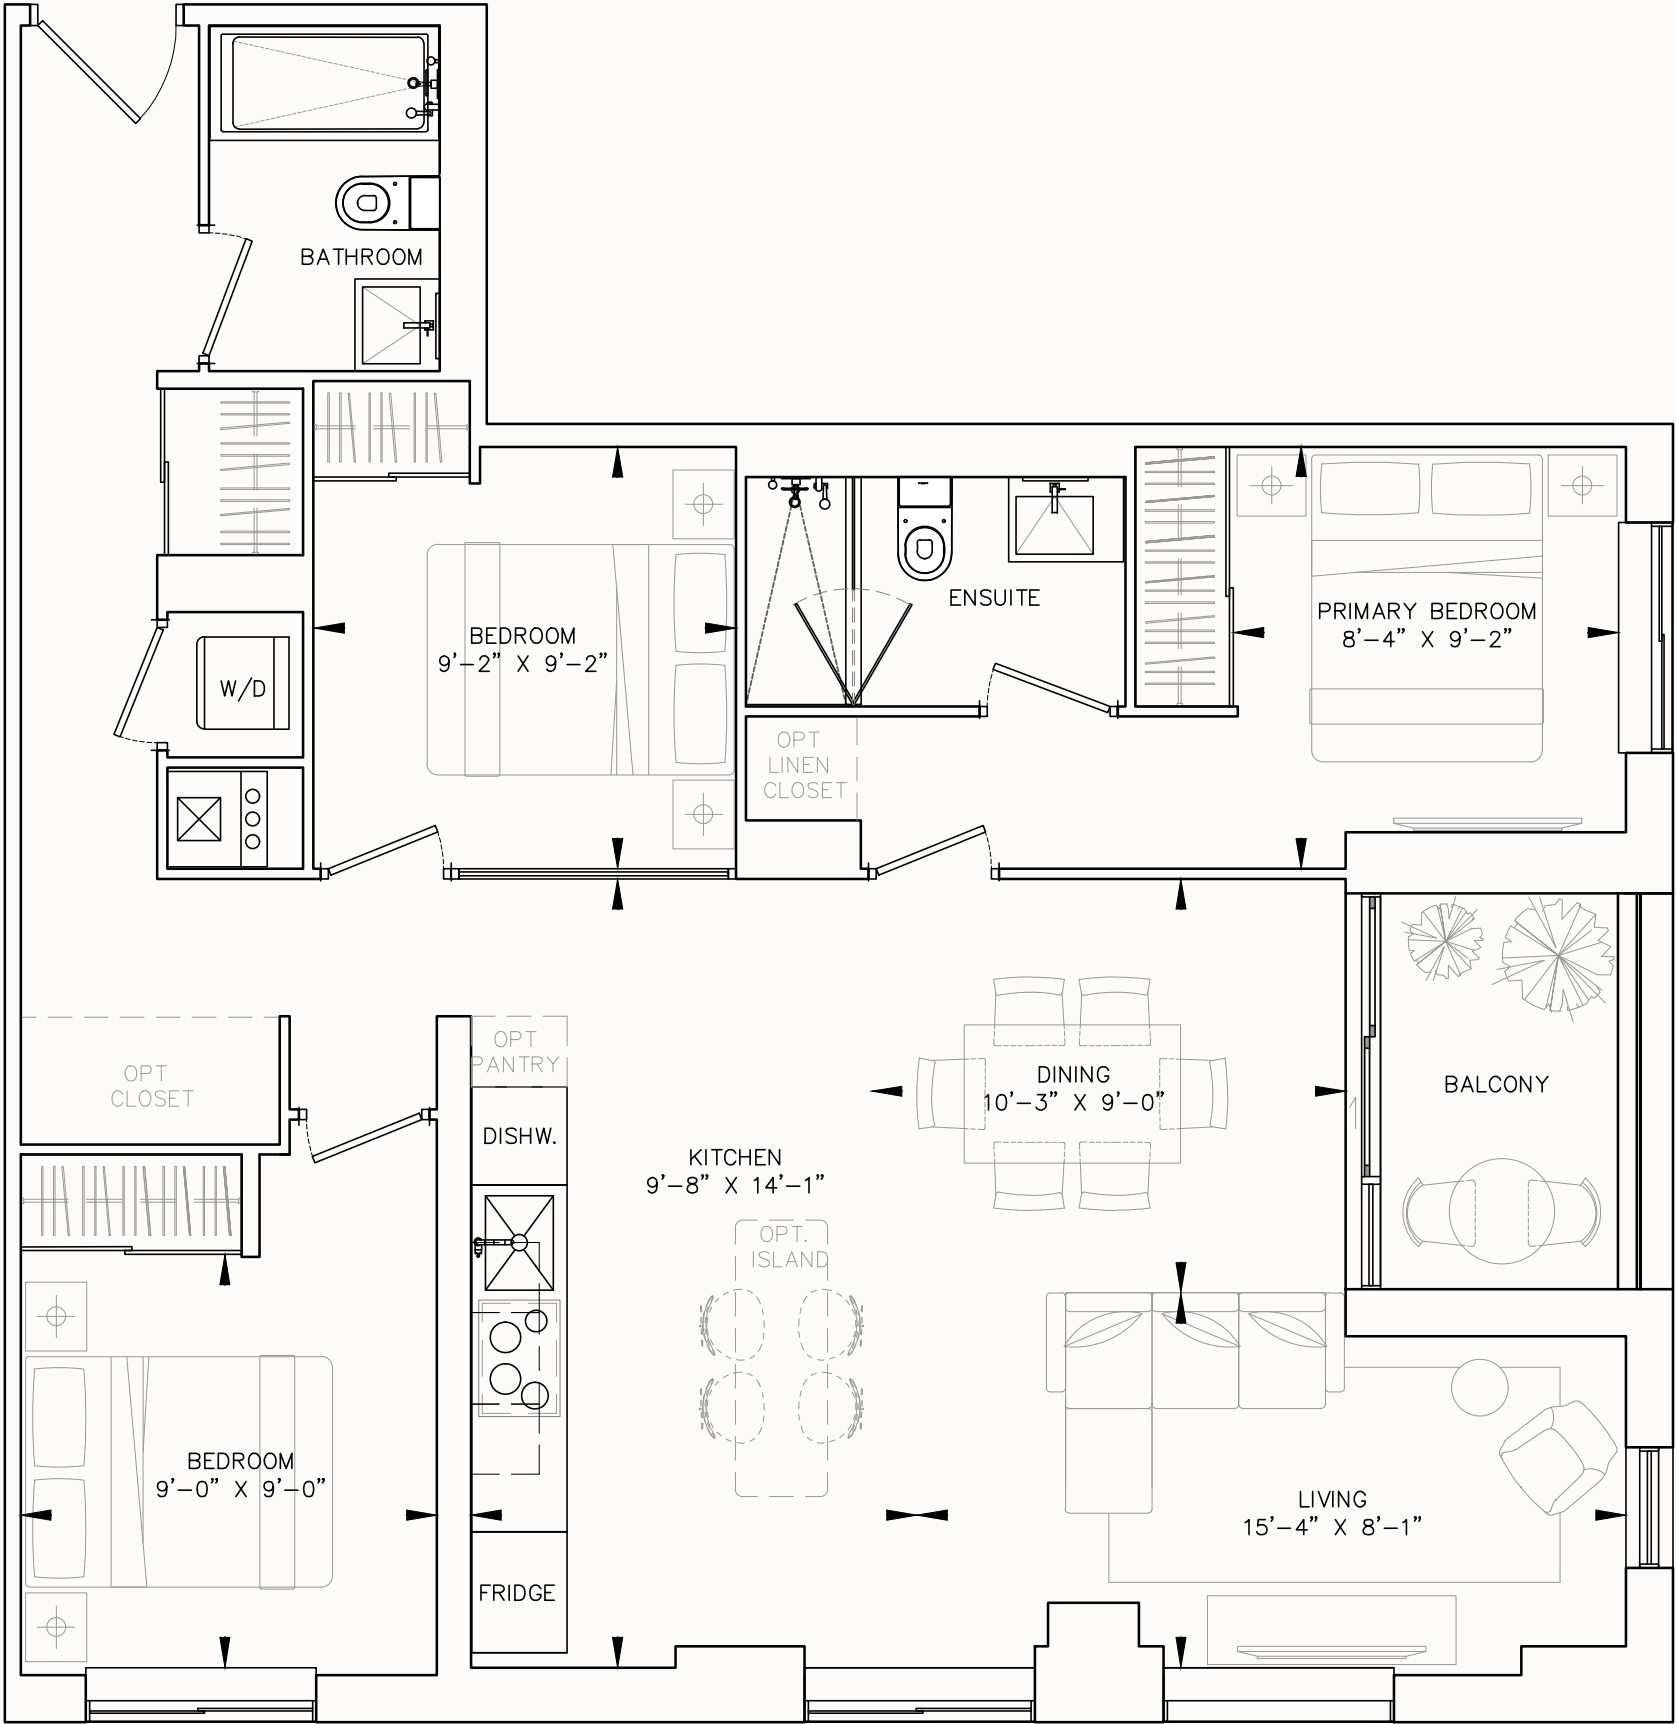 BATHROOM
BEDROOM
9'-2" X 9'-2"
W/D
ENSUITE
PRIMARY BEDROOM
8'-4" X 9'-2"
OPT
LINEN
CLOSET
OPT
CLOSET
OPT
PANTRY
DISHW.
KITCHEN
9'-8" X 14'-1"
DINING
10'-3" X 9'-0"
BALCONY
OPT.
ISLAND
BEDROOM
9'-0" X 9'-0"
LIVING
15'-4" X 8'-1"
FRIDGE